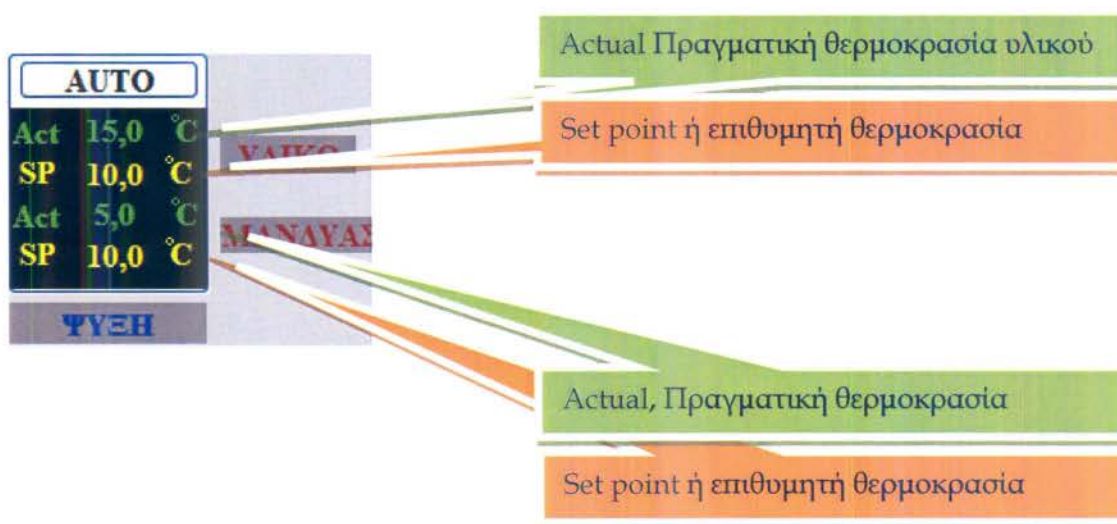 AUTO
Act 15,0 °C
SP 10,0 °C
Act 5,0 °C
SP 10,0 °C
ΥΛΙΚΟ
ΜΑΝΔΥΑΣ
ΨΥΞΗ
Actual Πραγματική θερμοκρασία υλικού
Set point ή επιθυμητή θερμοκρασία
Actual, Πραγματική θερμοκρασία
Set point ή επιθυμητή θερμοκρασία